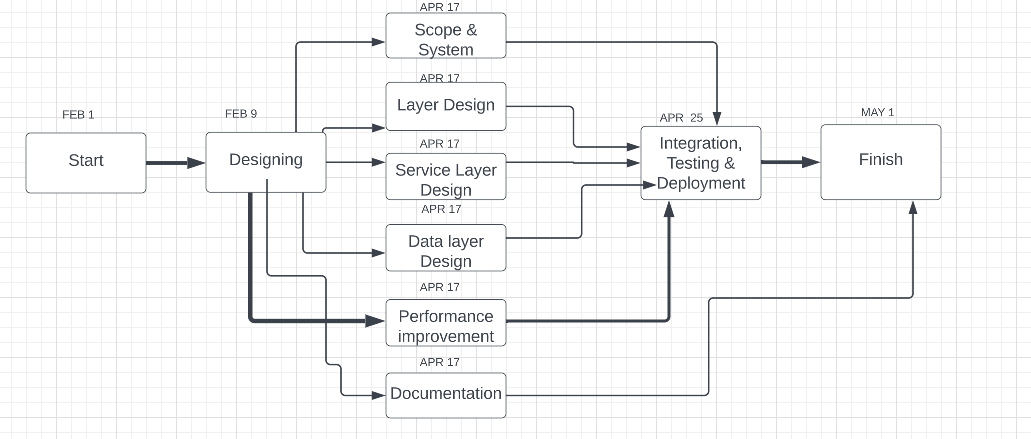 FEB 1
Start
FEB 9
Designing
APR 17
Scope &
System
APR 17
Layer Design
APR 17
Service Layer
Design
APR 17
Data layer
Design
APR 17
Performance
improvement
APR 17
Documentation
APR 25
Integration,
Testing &
Deployment
MAY 1
Finish